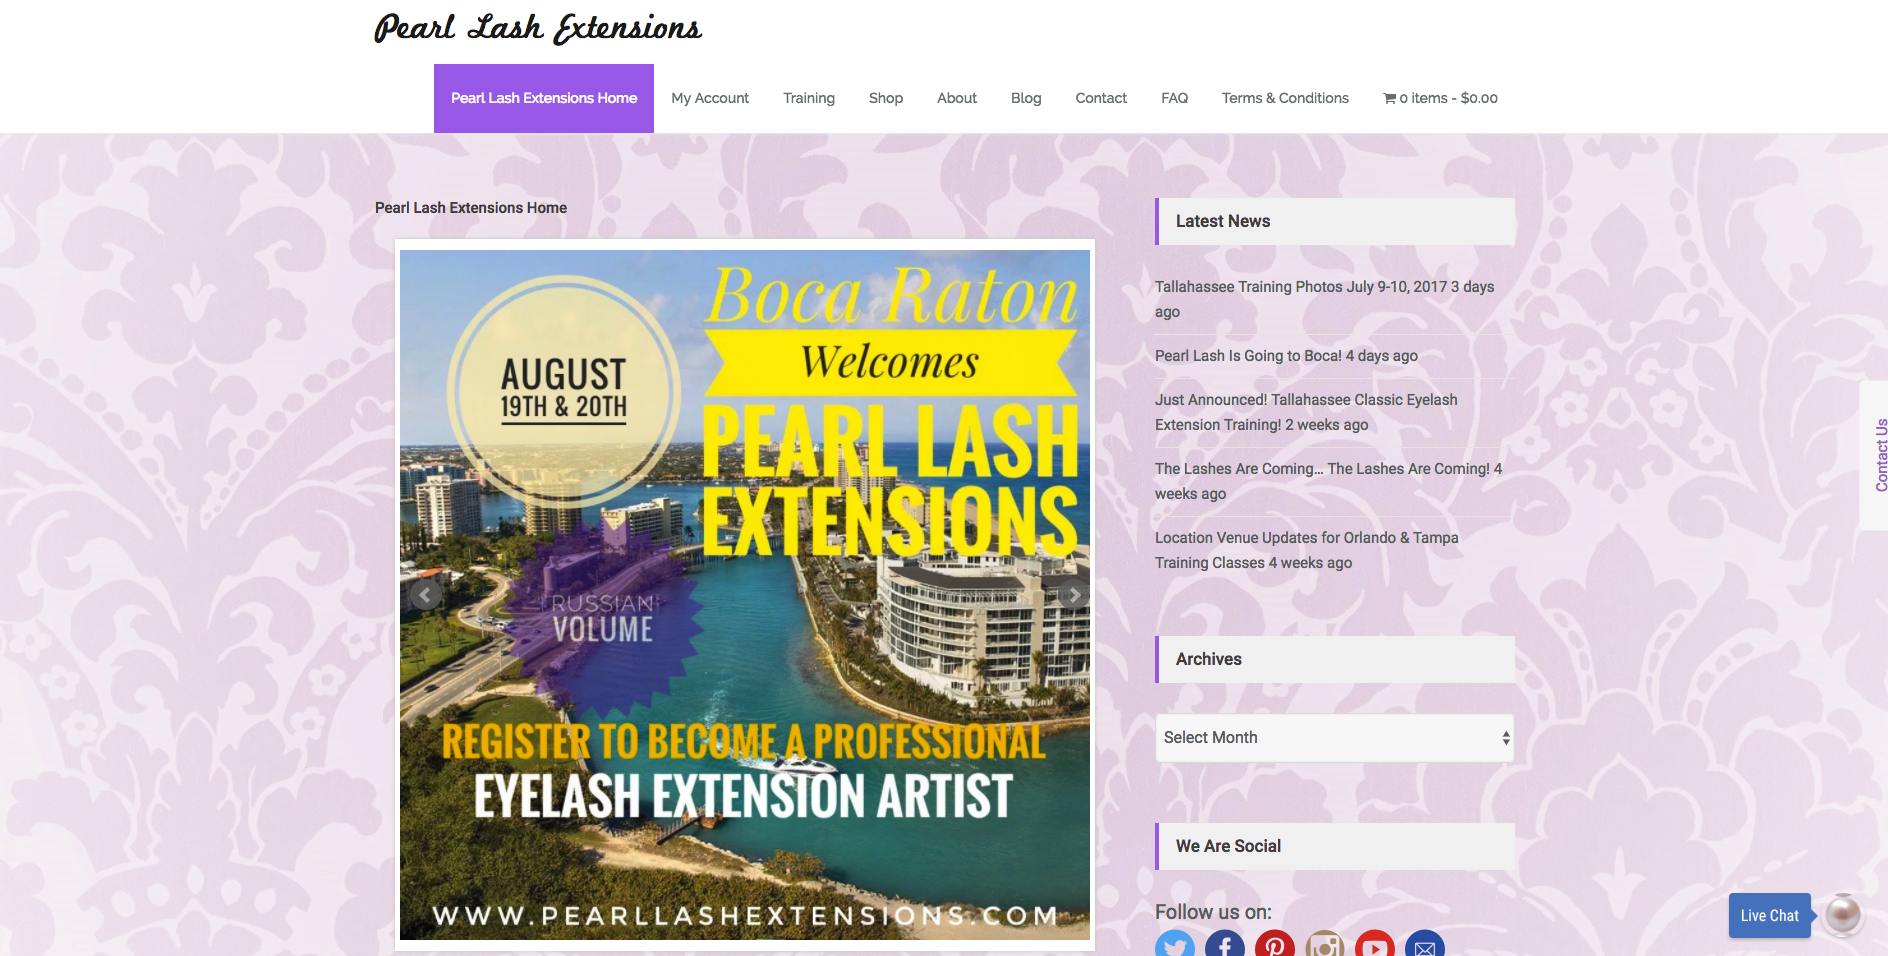 Pearl Lash Extensions
Pearl Lash Extensions Home
My Account
Training
Shop
About
Blog
Contact
FAQ
Terms & Conditions
0 items - $0.00
Pearl Lash Extensions Home
AUGUST
19TH & 20TH
Boca Raton
Welcomes
PEARL LASH
EXTENSIONS
RUSSIAN
VOLUME
REGISTER TO BECOME A PROFESSIONAL
EYELASH EXTENSION ARTIST
WWW.PEARLLASHEXTENSIONS.COM
Latest News
Tallahassee Training Photos July 9-10, 2017 3 days
ago
Pearl Lash Is Going to Boca! 4 days ago
Just Announced! Tallahassee Classic Eyelash
Extension Training! 2 weeks ago
The Lashes Are Coming… The Lashes Are Coming! 4
weeks ago
Location Venue Updates for Orlando & Tampa
Training Classes 4 weeks ago
Archives
Select Month
We Are Social
Follow us on:
Contact Us
Live Chat